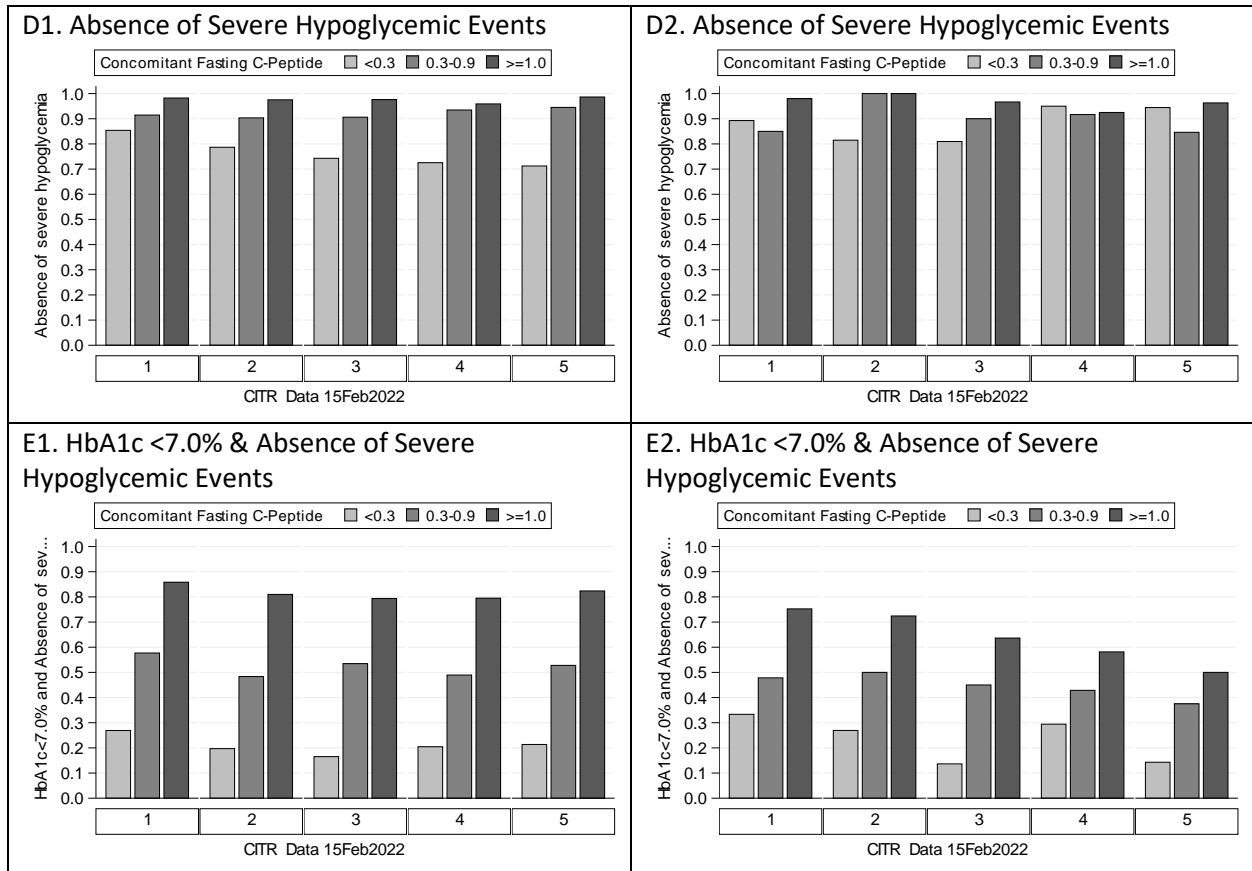 D1. Absence of Severe Hypoglycemic Events
Concomitant Fasting C-Peptide <0.3 0.3-0.9 >=1.0
Absence of severe hypoglycemia
1.0
0.9
0.8
0.7
0.6
0.5
0.4
0.3
0.2
0.1
0.0
1 2 3 4 5
CITR Data 15Feb2022
D2. Absence of Severe Hypoglycemic Events
Concomitant Fasting C-Peptide <0.3 0.3-0.9 >=1.0
Absence of severe hypoglycemia
1.0
0.9
0.8
0.7
0.6
0.5
0.4
0.3
0.2
0.1
0.0
1 2 3 4 5
CITR Data 15Feb2022
E1. HbA1c <7.0% & Absence of Severe
Hypoglycemic Events
Concomitant Fasting C-Peptide <0.3 0.3-0.9 >=1.0
HbA1c<7.0% and Absence of sev...
1.0
0.9
0.8
0.7
0.6
0.5
0.4
0.3
0.2
0.1
0.0
1 2 3 4 5
CITR Data 15Feb2022
E2. HbA1c <7.0% & Absence of Severe
Hypoglycemic Events
Concomitant Fasting C-Peptide <0.3 0.3-0.9 >=1.0
HbA1c<7.0% and Absence of sev...
1.0
0.9
0.8
0.7
0.6
0.5
0.4
0.3
0.2
0.1
0.0
1 2 3 4 5
CITR Data 15Feb2022